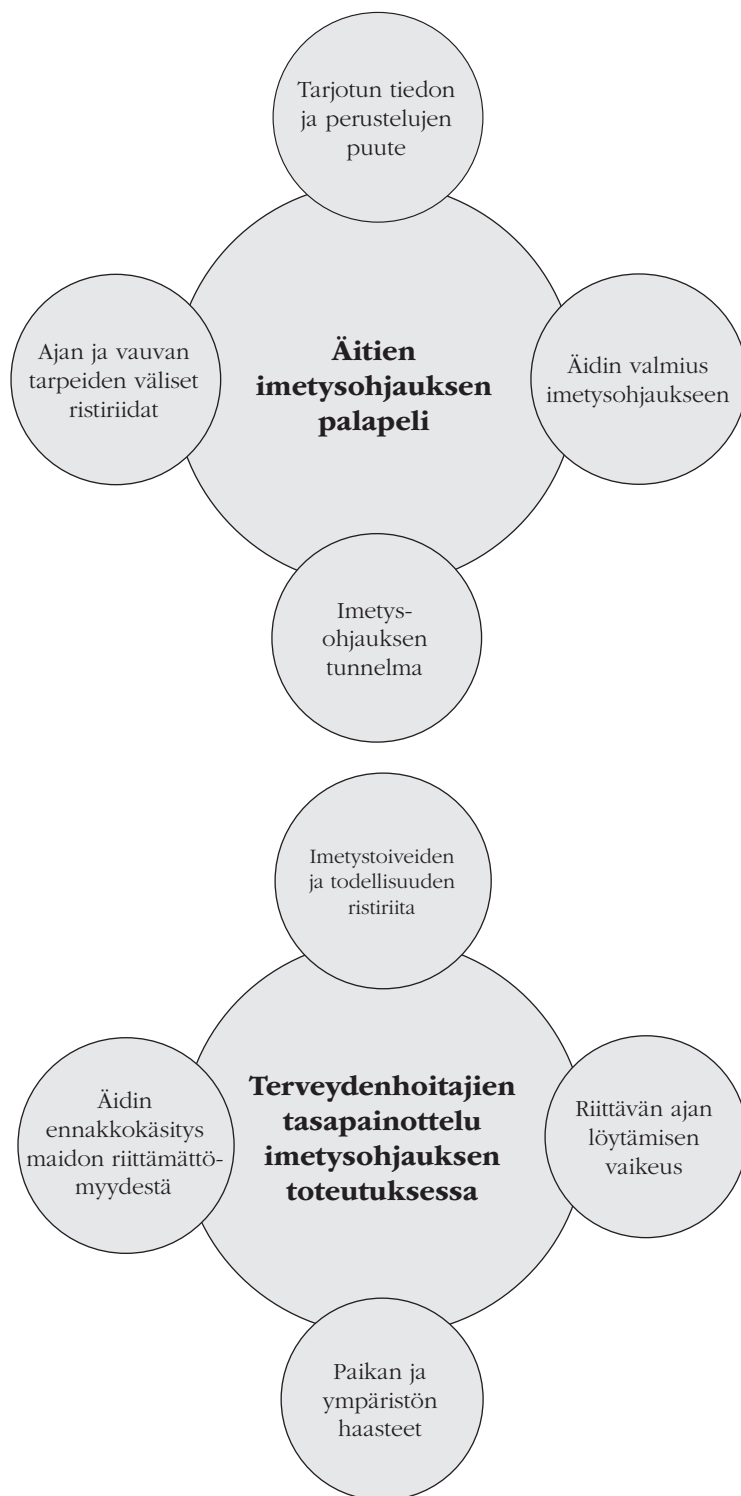 Tarjotun tiedon
ja perustelujen
puute
Ajan ja vauvan
tarpeiden väliset
ristiriidat
Äitien
imetysohjauksen
palapeli
Äidin valmius
imetysohjaukseen
Imetys-
ohjauksen
tunnelma
Imetystoiveiden
ja todellisuuden
ristiriita
Äidin
ennakkokäsitys
maidon riittämättö-
myydestä
Terveydenhoitajien
tasapainottelu
imetysohjauksen
toteutuksessa
Riittävän ajan
löytämisen
vaikeus
Paikan ja
ympäristön
haasteet